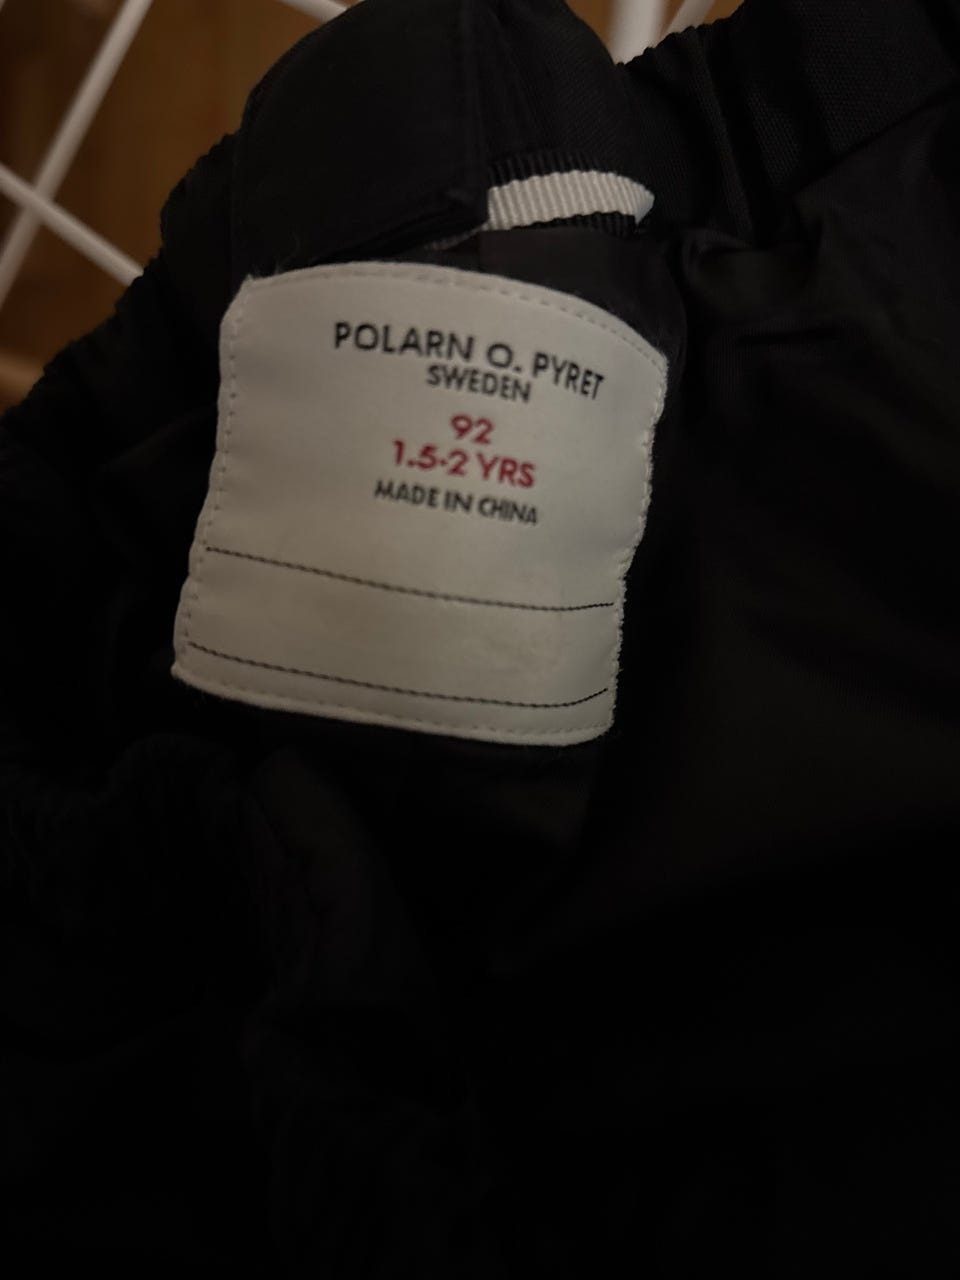 POLARN O. PYRET
SWEDEN
92
1.5-2 YRS
MADE IN CHINA